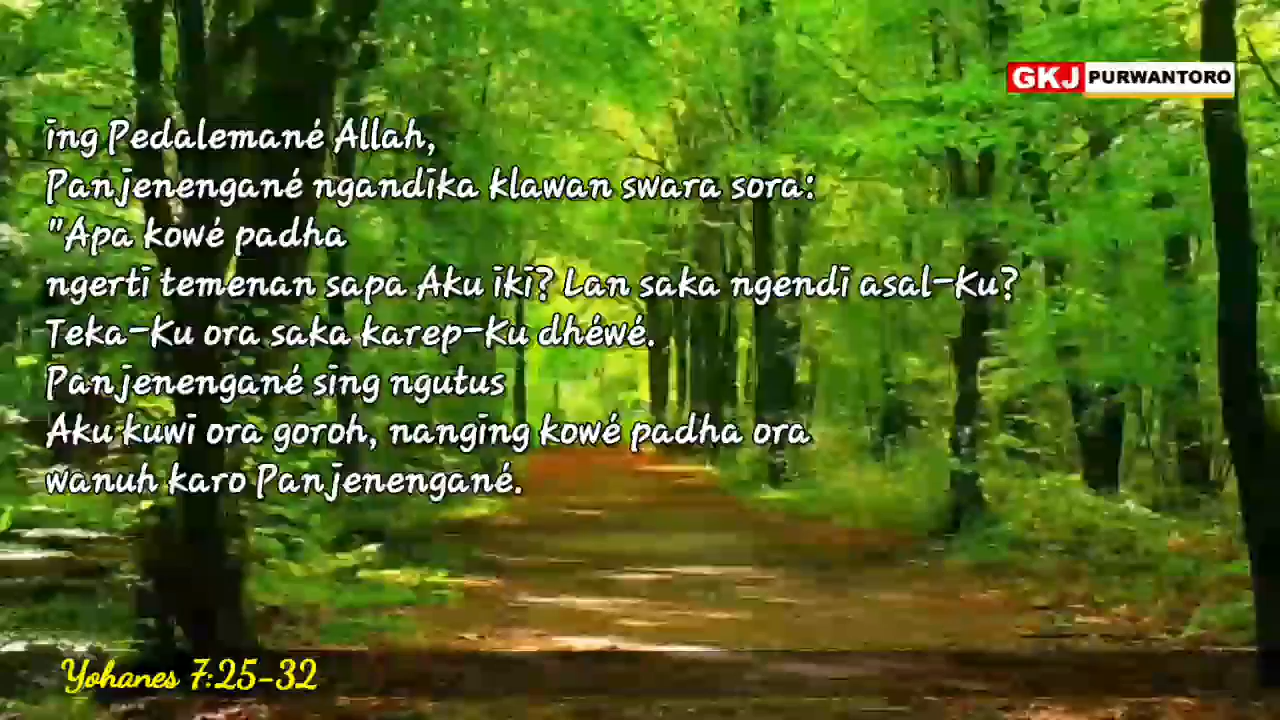 GKJ PURWANTORO
ing Pedalemané Allah,
Panjenengané ngandika klawan swara sora:
"Apa kowé padha
ngerti temenan sapa Aku iki? Lan saka ngendi asal-Ku?
Teka-Ku ora saka karep-Ku dhéwé.
Panjenengané sing ngutus
Aku kuwi ora goroh, nanging kowé padha ora
wanuh karo Panjenengané.
Yohanes 7:25-32